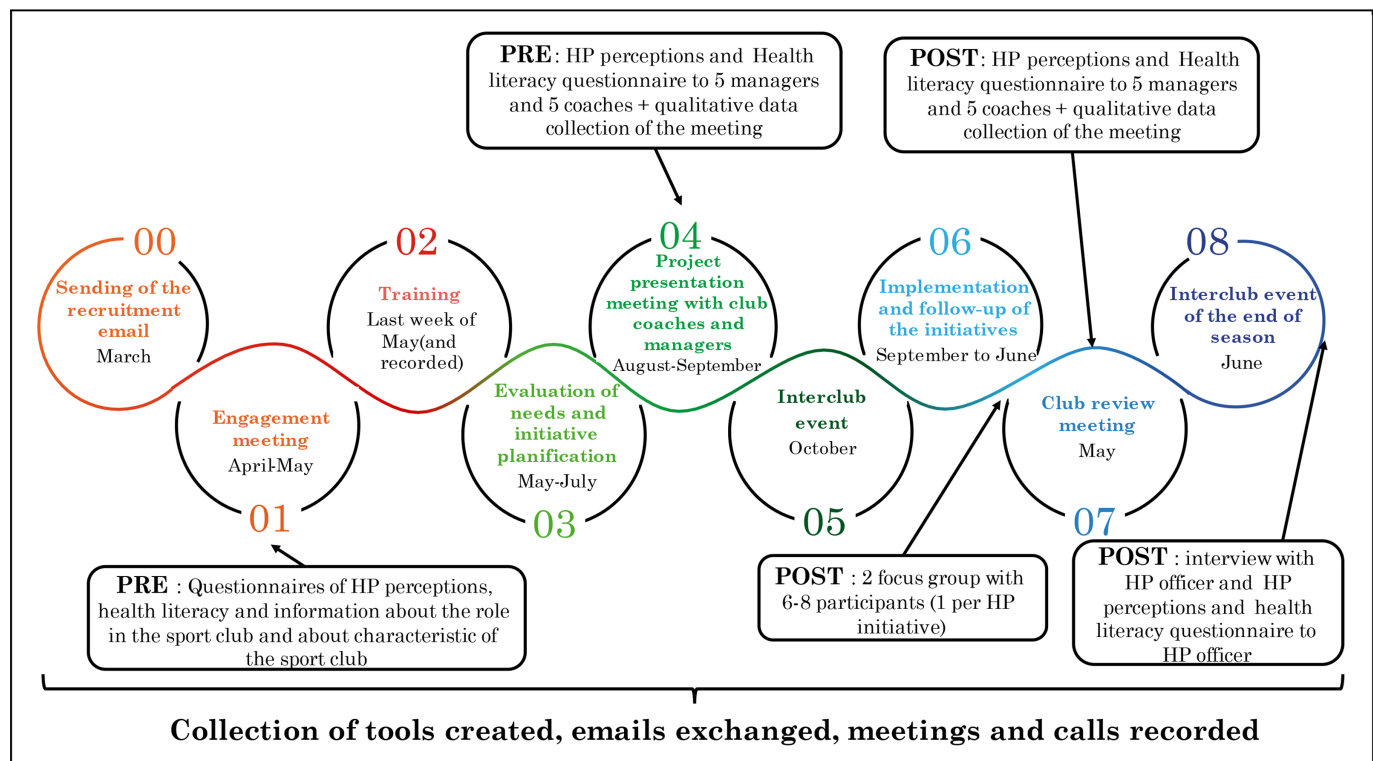 PRE : HP perceptions and Health
literacy questionnaire to 5 managers
and 5 coaches + qualitative data
collection of the meeting
POST : HP perceptions and Health
literacy questionnaire to 5 managers
and 5 coaches + qualitative data
collection of the meeting
00
Sending of the
recruitment
email
March
01
Engagement
meeting
April-May
02
Training
Last week of
May(and
recorded)
03
Evaluation of
needs and
initiative
planification
May-July
04
Project
presentation
meeting with club
coaches and
managers
August-September
05
Interclub
event
October
06
Implementation
and follow-up of
the initiatives
September to June
07
Club review
meeting
May
08
Interclub event
of the end of
season
June
PRE : Questionnaires of HP perceptions,
health literacy and information about the role
in the sport club and about characteristic of
the sport club
POST : 2 focus group with
6-8 participants (1 per HP
initiative)
POST : interview with
HP officer and HP
perceptions and health
literacy questionnaire to
HP officer
Collection of tools created, emails exchanged, meetings and calls recorded